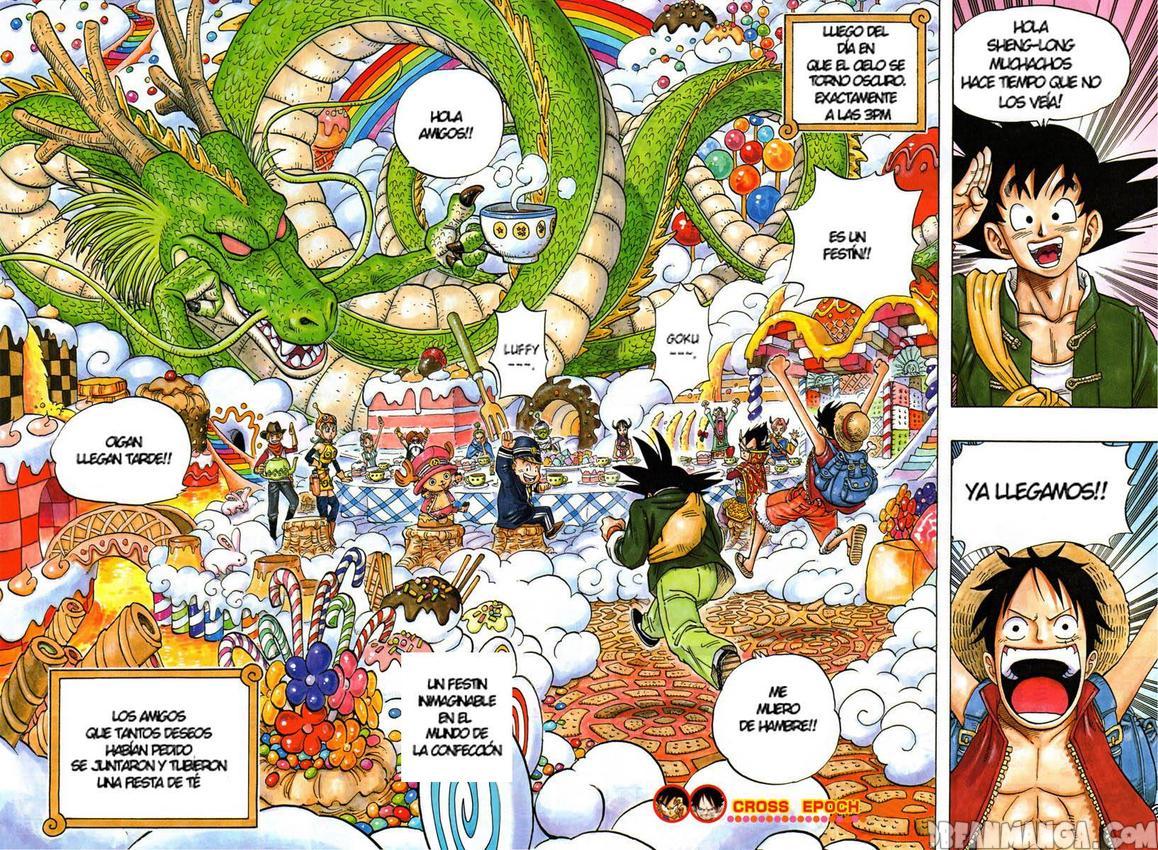 LUEGO DEL
DÍA EN
QUE EL CIELO SE
TORNO OSCURO.
EXACTAMENTE
A LAS 3PM
HOLA
AMIGOS!!
ES UN
FESTÍN!!
LUFFY
----.
GOKU
----.
OIGAN
LLEGAN TARDE!!
ME
MUERO
DE HAMBRE!!
UN FESTIN
INIMAGINABLE
EN EL
MUNDO DE
LA CONFECCIÓN
LOS AMIGOS
QUE TANTOS DESEOS
HABÍAN PEDIDO
SE JUNTARON Y TUBIERON
UNA FIESTA DE TÉ
CROSS EPOCH
HOLA
SHENG-LONG
MUCHACHOS
HACE TIEMPO QUE NO
LOS VEÍA!
YA LLEGAMOS!!
DREANMANGA.COM